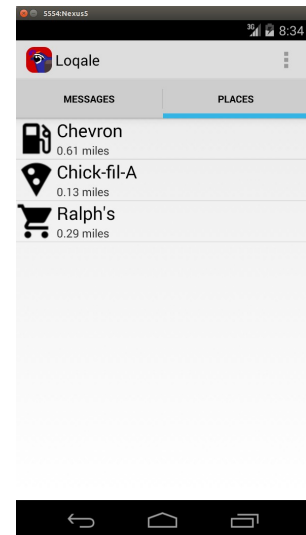 5554:Nexus5
3G 8:34
Loqale
MESSAGES PLACES
Chevron
0.61 miles
Chick-fil-A
0.13 miles
Ralph's
0.29 miles